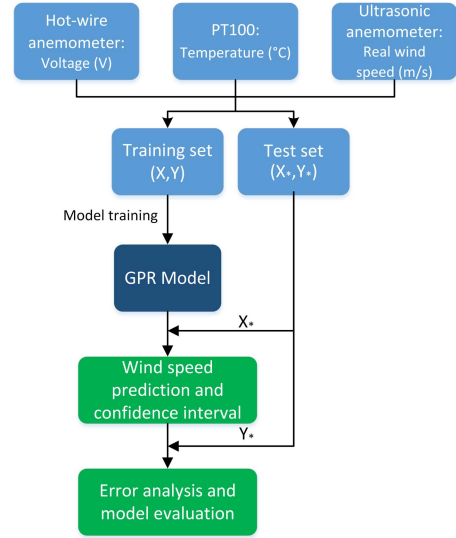 Hot-wire
anemometer:
Voltage (V)
PT100:
Temperature (°C)
Ultrasonic
anemometer:
Real wind
speed (m/s)
Training set
(X,Y)
Test set
(X*,Y*)
Model training
GPR Model
X*
Wind speed
prediction and
confidence interval
Y*
Error analysis and
model evaluation